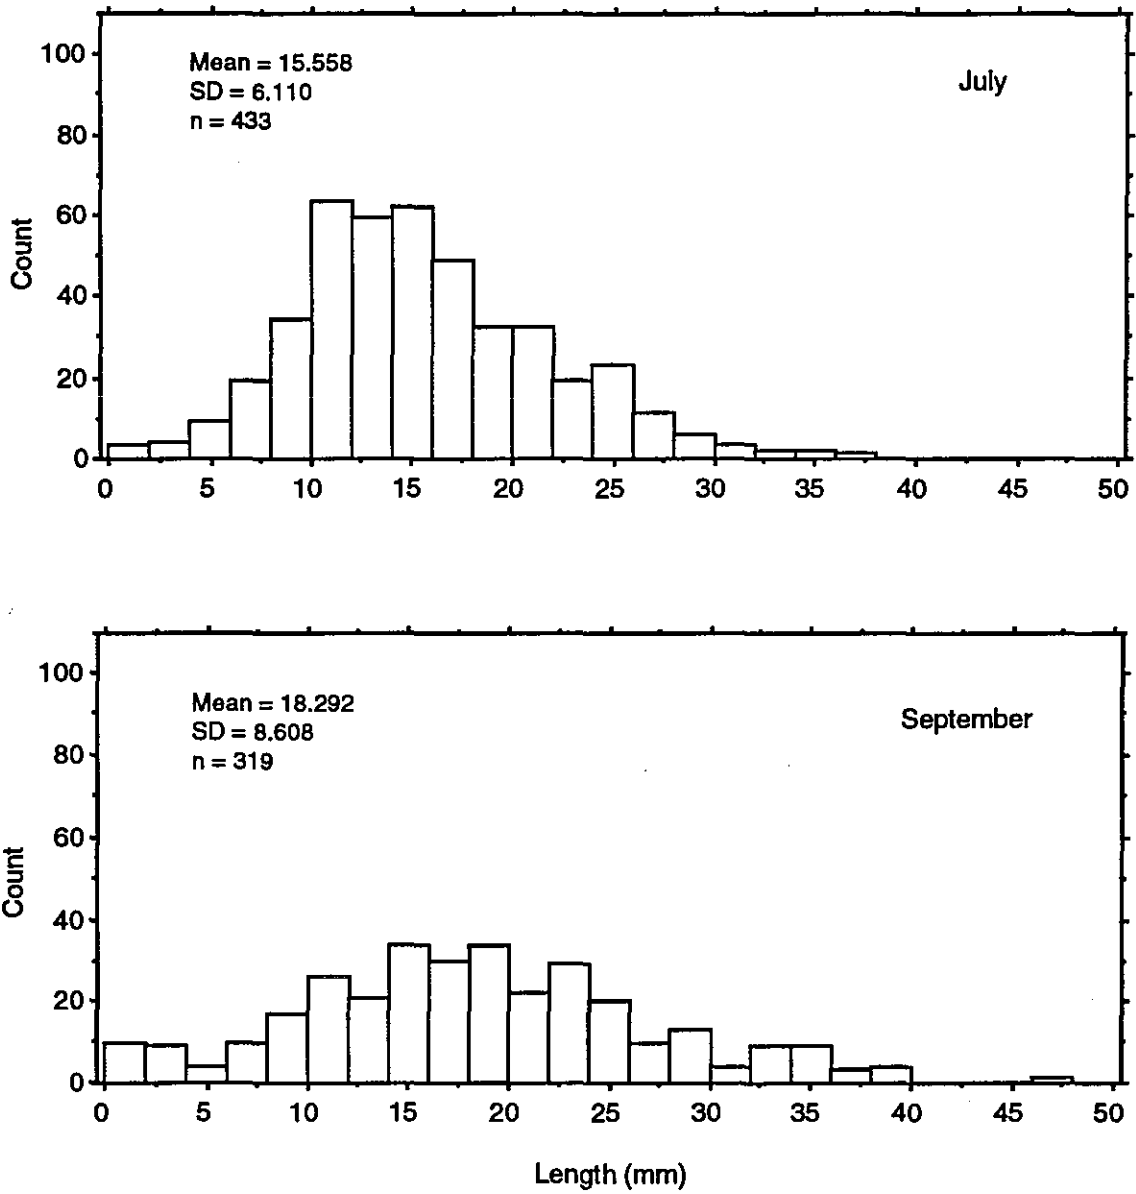 Mean = 15.558
SD = 6.110
n = 433
July
Count
100
80
60
40
20
0
0 5 10 15 20 25 30 35 40 45 50
Mean = 18.292
SD = 8.608
n = 319
September
Count
100
80
60
40
20
0
0 5 10 15 20 25 30 35 40 45 50
Length (mm)